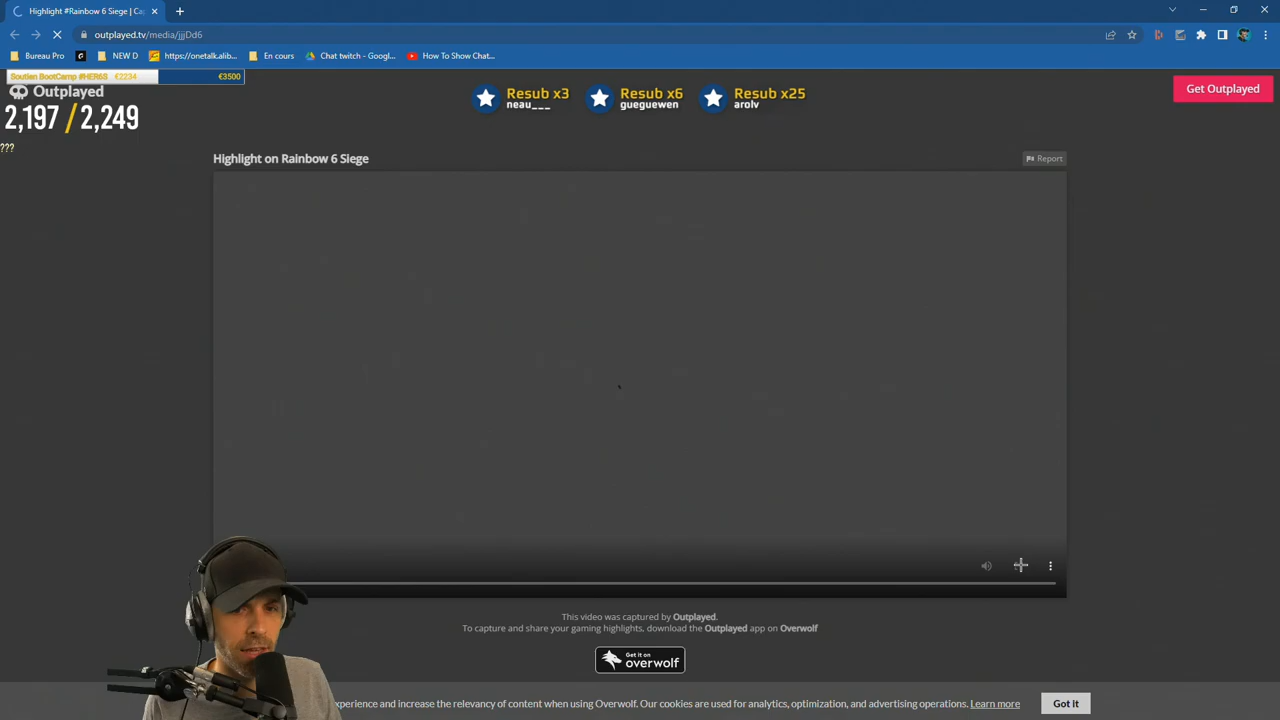 Highlight #Rainbow 6 Siege | Ca
outplayed.tv/media/jjjDd6
Bureau Pro
NEW D
https://onetalk.alib...
En cours
Chat twitch - Googl...
How To Show Chat...
Soutien BootCamp #HER6S €2234 €3500
Outplayed
2,197 / 2,249
???
Resub x3
neau___
Resub x6
gueguewen
Resub x25
arolv
Get Outplayed
Highlight on Rainbow 6 Siege
Report
This video was captured by Outplayed.
To capture and share your gaming highlights, download the Outplayed app on Overwolf
Get it on
overwolf
xperience and increase the relevancy of content when using Overwolf. Our cookies are used for analytics, optimization, and advertising operations. Learn more
Got it